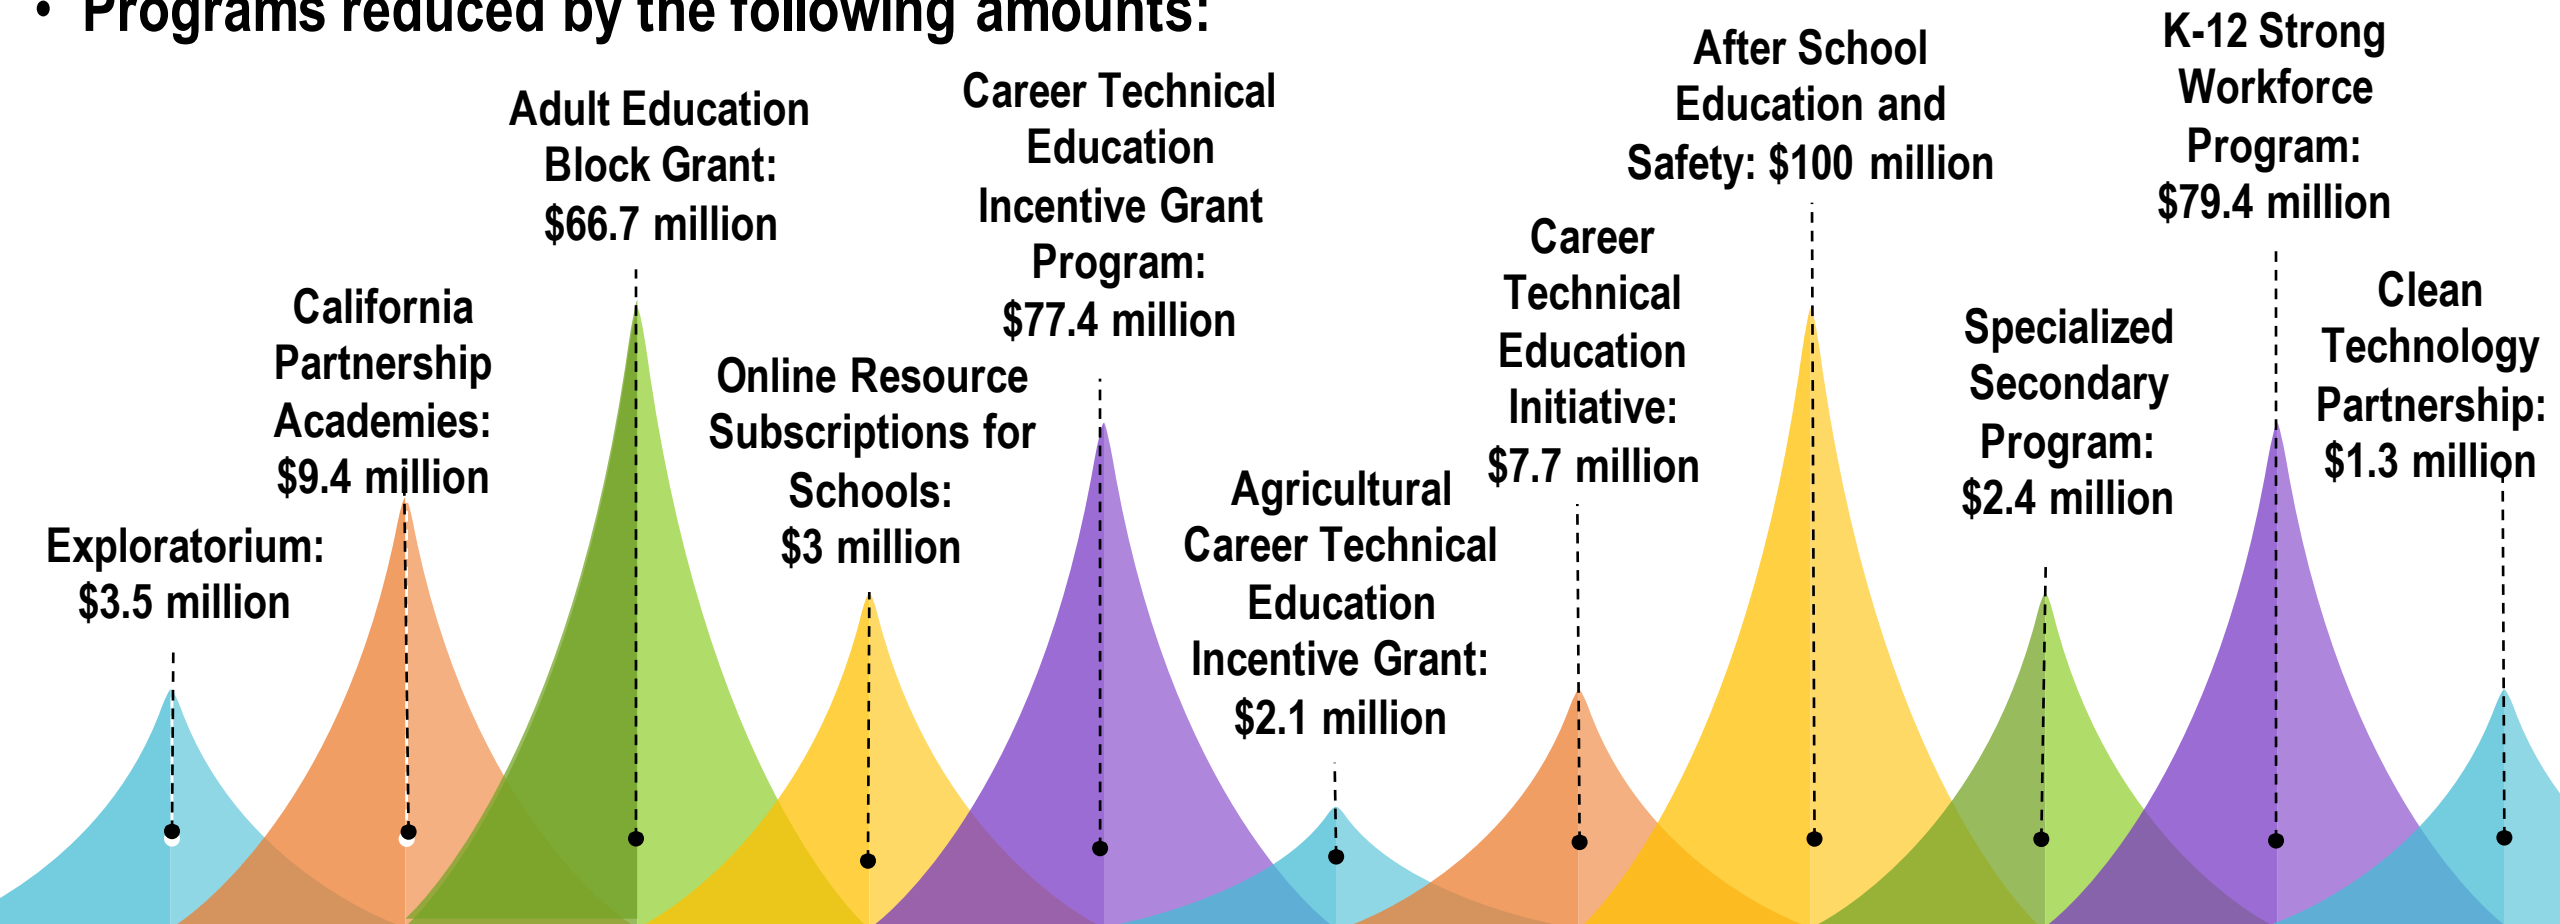 • Programs reduced by the following amounts:
Exploratorium:
$3.5 million
California
Partnership
Academies:
$9.4 million
Adult Education
Block Grant:
$66.7 million
Online Resource
Subscriptions for
Schools:
$3 million
Career Technical
Education
Incentive Grant
Program:
$77.4 million
Agricultural
Career Technical
Education
Incentive Grant:
$2.1 million
Career
Technical
Education
Initiative:
$7.7 million
After School
Education and
Safety: $100 million
Specialized
Secondary
Program:
$2.4 million
K-12 Strong
Workforce
Program:
$79.4 million
Clean
Technology
Partnership:
$1.3 million